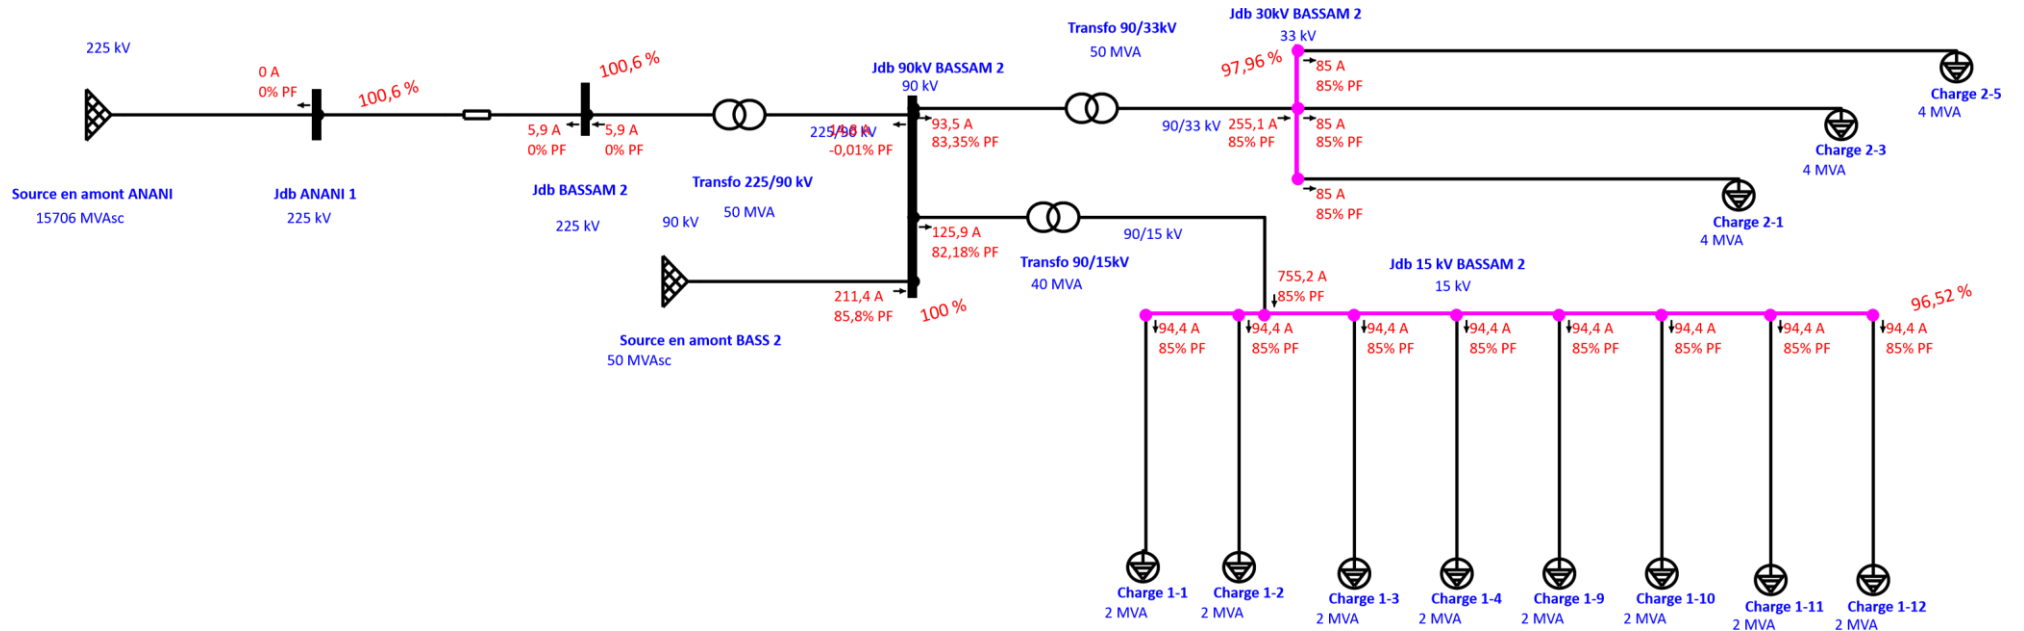 225 kV
0 A
0% PF
100,6 %
Source en amont ANANI
15706 MVAsc
Jdb ANANI 1
225 kV
100,6 %
5,9 A
0% PF
5,9 A
0% PF
Jdb BASSAM 2
225 kV
225/90 kV
-0,01% PF
Transfo 225/90 kV
50 MVA
90 kV
Source en amont BASS 2
50 MVAsc
211,4 A
85,8% PF
100 %
Jdb 90kV BASSAM 2
90 kV
93,5 A
83,35% PF
125,9 A
82,18% PF
Transfo 90/33kV
50 MVA
90/33 kV
255,1 A
85% PF
Jdb 30kV BASSAM 2
33 kV
97,96 %
85 A
85% PF
85 A
85% PF
85 A
85% PF
Charge 2-5
4 MVA
Charge 2-3
4 MVA
Charge 2-1
4 MVA
90/15 kV
Transfo 90/15kV
40 MVA
755,2 A
85% PF
Jdb 15 kV BASSAM 2
15 kV
96,52 %
94,4 A
85% PF
94,4 A
85% PF
94,4 A
85% PF
94,4 A
85% PF
94,4 A
85% PF
94,4 A
85% PF
94,4 A
85% PF
94,4 A
85% PF
Charge 1-1
2 MVA
Charge 1-2
2 MVA
Charge 1-3
2 MVA
Charge 1-4
2 MVA
Charge 1-9
2 MVA
Charge 1-10
2 MVA
Charge 1-11
2 MVA
Charge 1-12
2 MVA